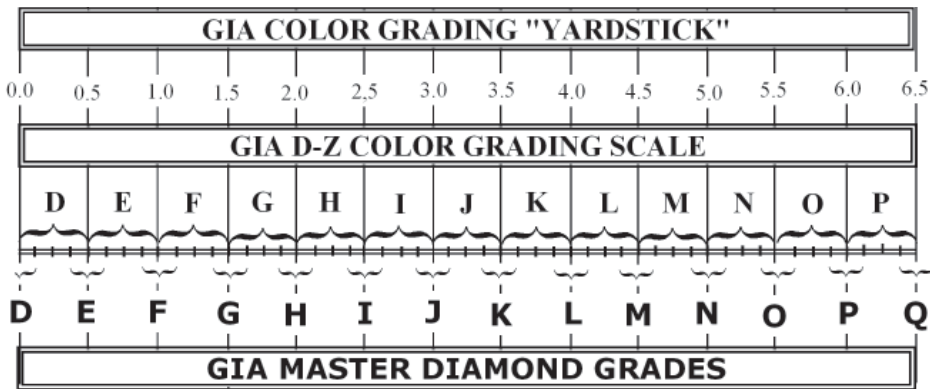 GIA COLOR GRADING "YARDSTICK"
0.0 0.5 1.0 1.5 2.0 2.5 3.0 3.5 4.0 4.5 5.0 5.5 6.0 6.5
GIA D-Z COLOR GRADING SCALE
D E F G H I J K L M N O P
D E F G H I J K L M N O P Q
GIA MASTER DIAMOND GRADES